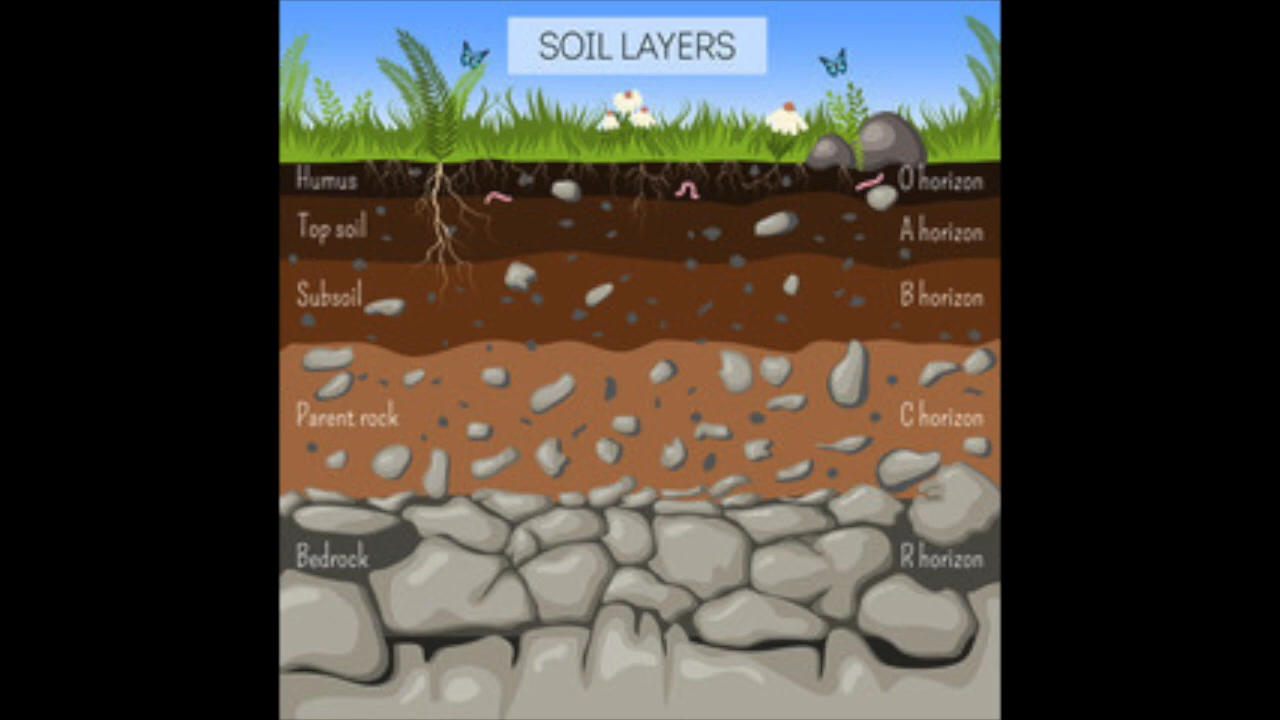 SOIL LAYERS
Humus
O horizon
Top soil
A horizon
Subsoil
B horizon
Parent rock
C horizon
Bedrock
R horizon